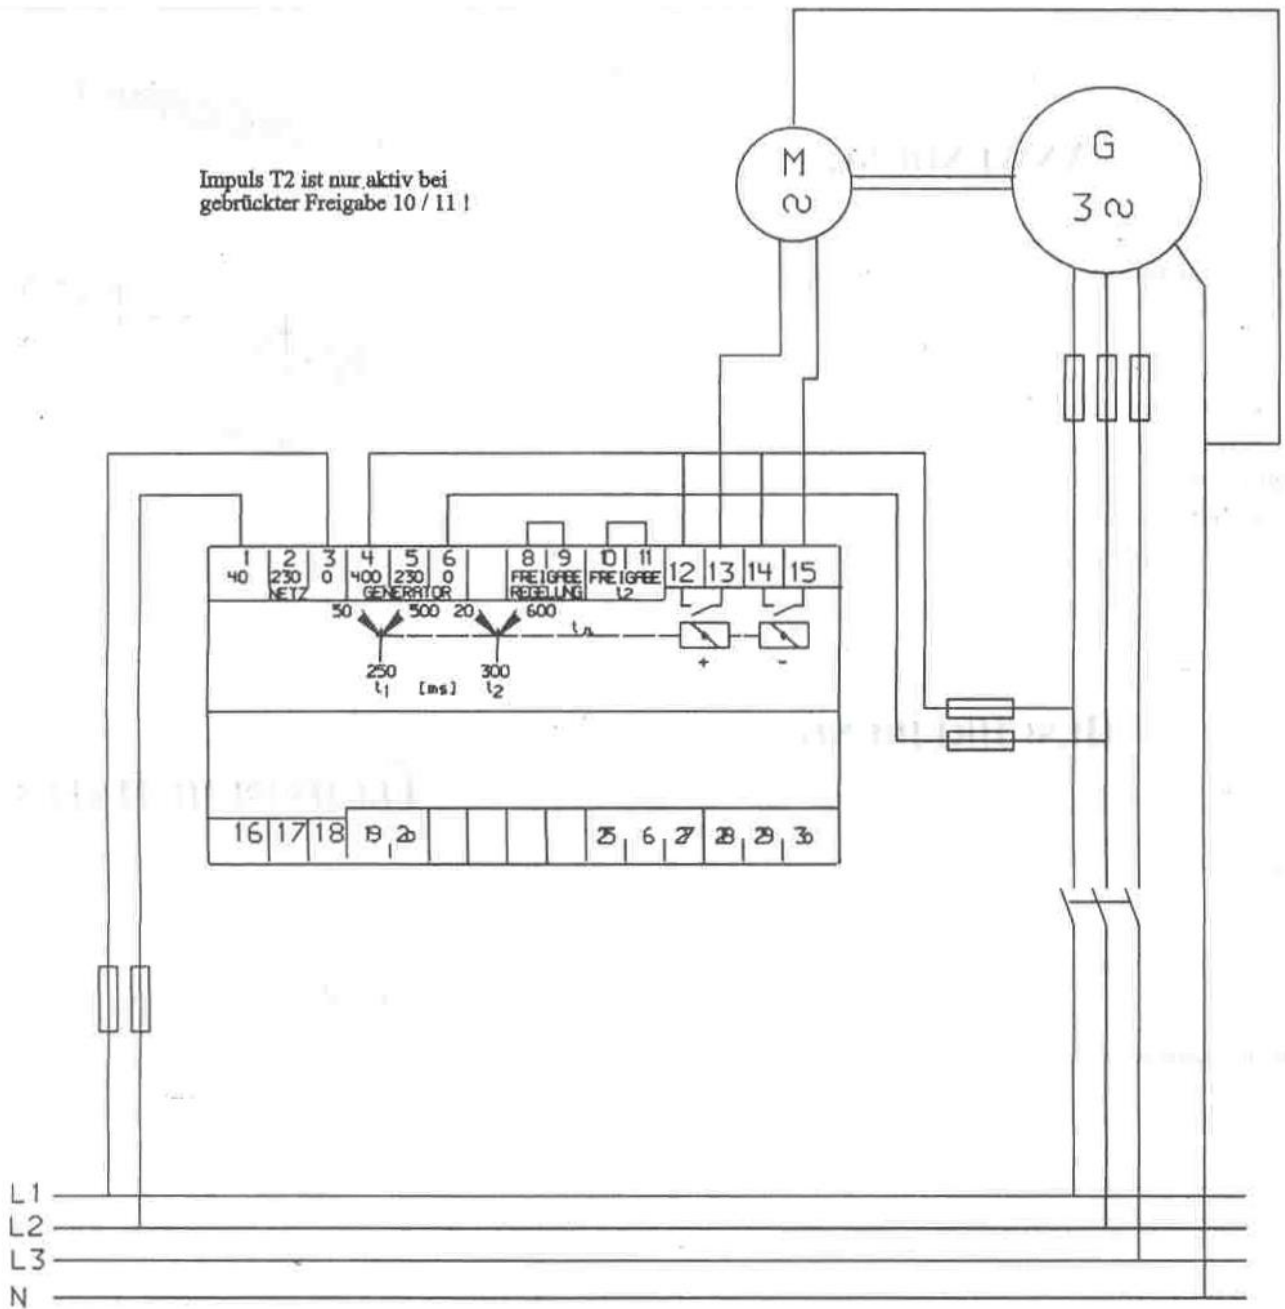 M
G
3
Impuls T2 ist nur aktiv bei
gebrückter Freigabe 10 / 11 !
1 2 3 4 5 6 8 9 10 11 12 13 14 15
40 230 0 400 230 0 FREIGABE FREIGABE
NETZ GENERATOR REGELUNG t2
50 500 20 600
+ -
250 300
t1 [ms] t2
16 17 18 19 20 25 6 27 28 29 30
L1
L2
L3
N